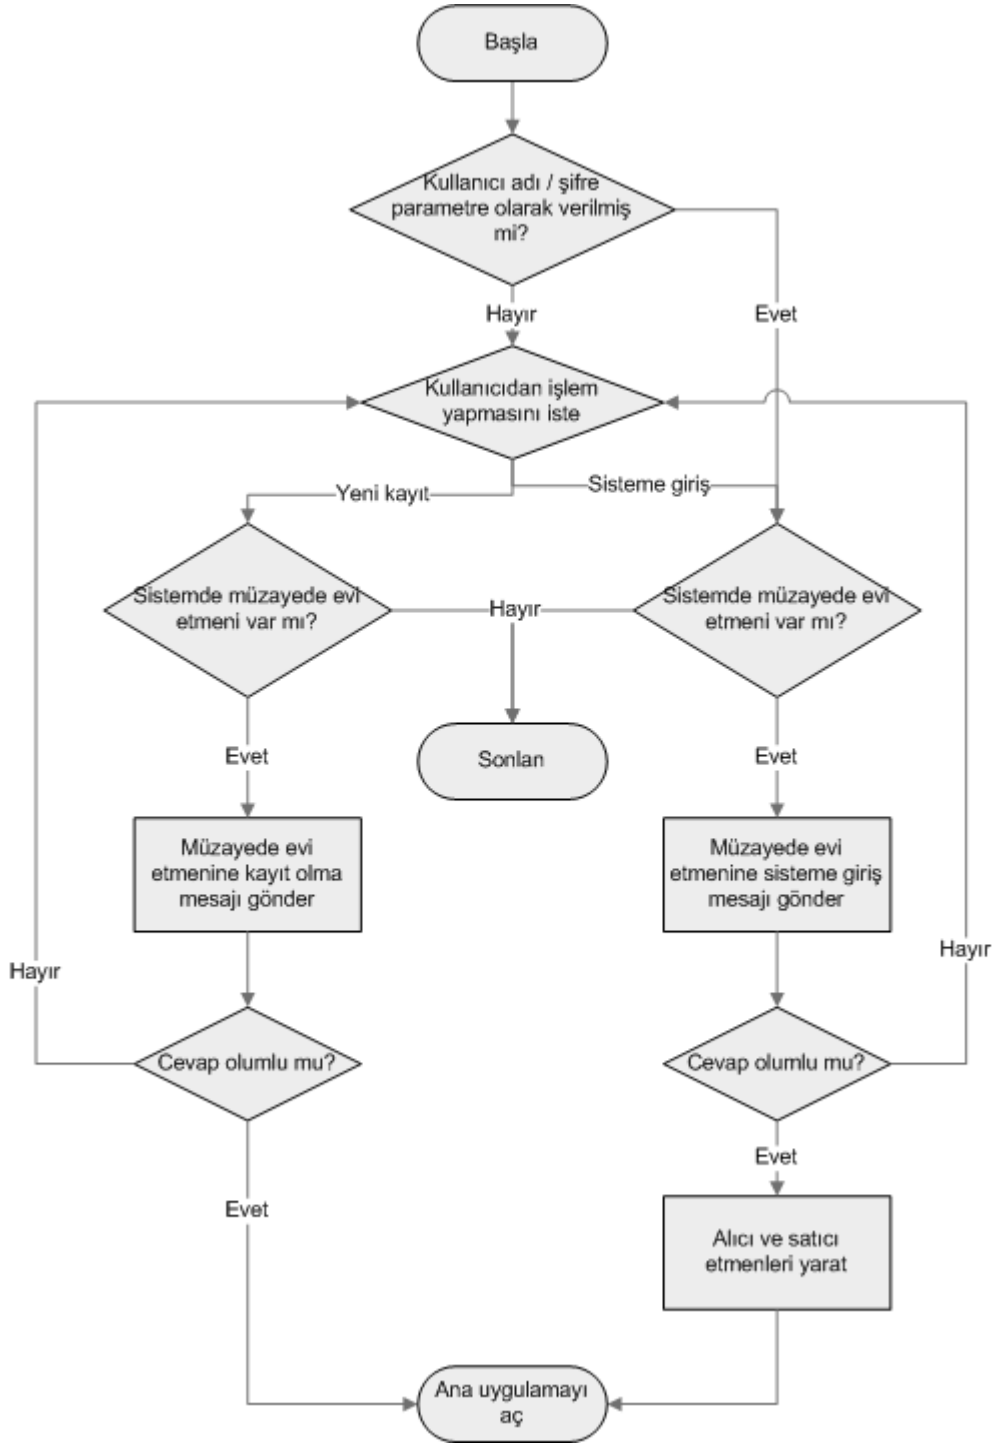 Başla
Kullanıcı adı / şifre
parametre olarak verilmiş
mi?
Hayır
Evet
Kullanıcıdan işlem
yapmasını iste
Yeni kayıt
Sisteme giriş
Sistemde müzayede evi
etmeni var mı?
Hayır
Sistemde müzayede evi
etmeni var mı?
Evet
Sonlan
Evet
Müzayede evi
etmenine kayıt olma
mesajı gönder
Müzayede evi
etmenine sisteme giriş
mesajı gönder
Hayır
Hayır
Cevap olumlu mu?
Cevap olumlu mu?
Evet
Evet
Alıcı ve satıcı
etmenleri yarat
Ana uygulamayı
aç